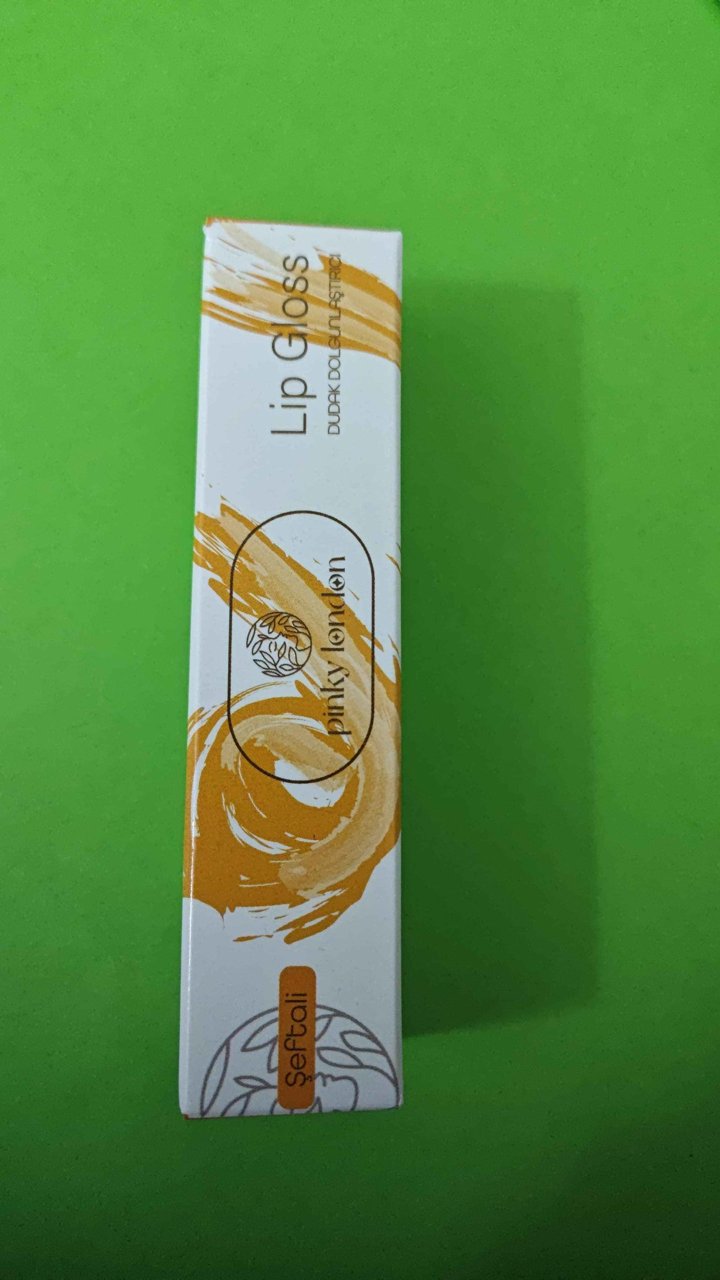 Lip Gloss
DUDAK DOLGUNLAŞTIRICI
pinky london
Şeftali